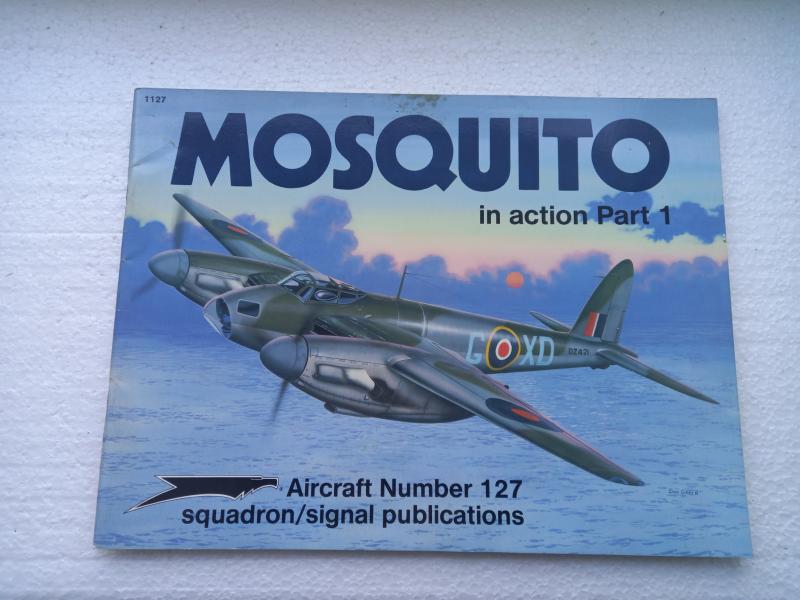 1127
MOSQUITO
in action Part 1
G XD
DZ421
Aircraft Number 127
squadron/signal publications